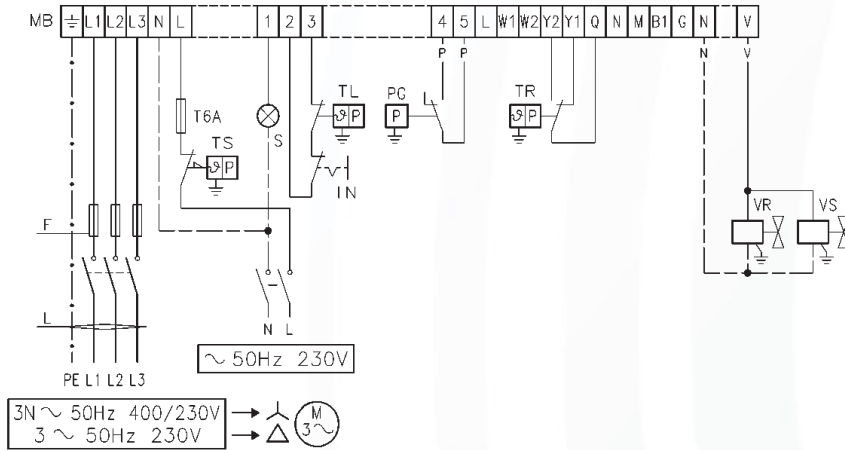 MB ⏚ L1 L2 L3 N L 1 2 3 4 5 L W1 W2 Y2 Y1 Q N M B1 G N V
P P N V
T6A S TL PG TR
TS ϑ P P ϑ P
ϑ P IN
VR VS
F
L N L
~ 50Hz 230V
PE L1 L2 L3
3N ~ 50Hz 400/230V M
3 ~ 50Hz 230V 3~